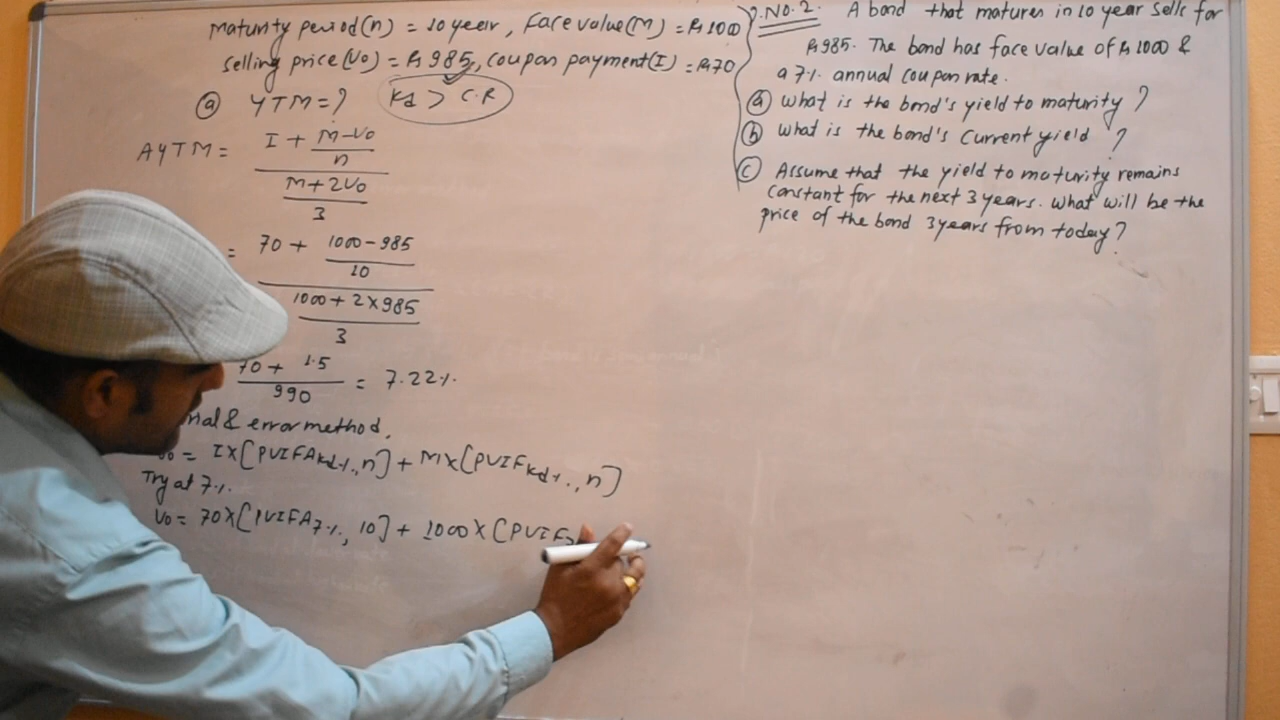 maturity period(n) = 10 year, Face value(M) = Rs 1000
selling price(V0) = Rs 985, coupon payment(I) = Rs 70
(a) YTM = ? Kd > C.R
AYTM = I + M-V0
n
M+2V0
3
= 70 + 1000-985
10
1000 + 2×985
3
70 + 1.5
990 = 7.22%.
& error method,
= I×[PVIFAKd%., n] + M×[PVIFKd%., n]
Try at 7%.
V0 = 70×[PVIFA7%., 10] + 1000×[PVIF
Q.NO.2. A bond that matures in 10 year sells for
Rs 985. The bond has face value of Rs 1000 &
a 7%. annual coupon rate.
(a) What is the bond's yield to maturity ?
(b) What is the bond's current yield ?
(c) Assume that the yield to maturity remains
constant for the next 3 years. What will be the
price of the bond 3 years from today ?